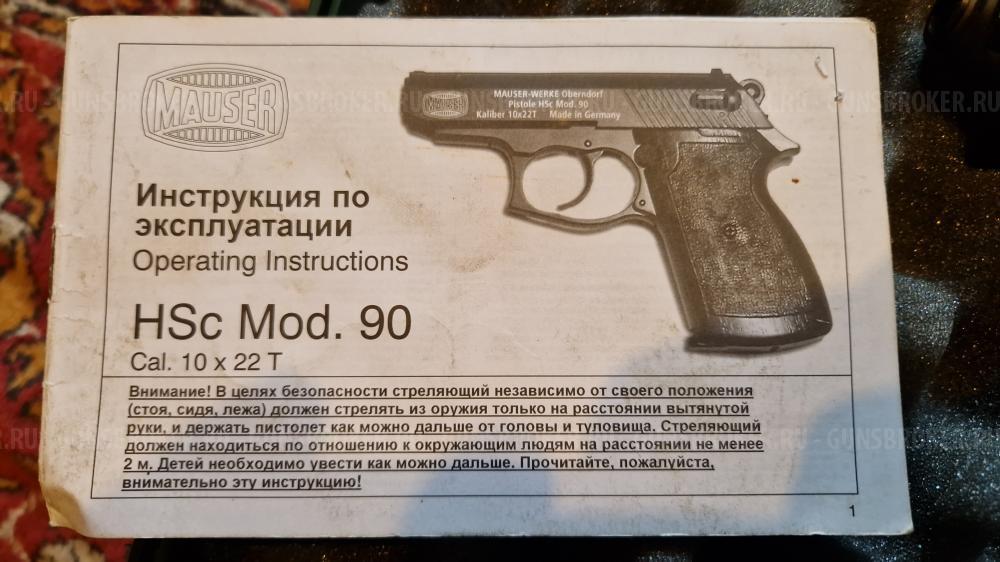 MAUSER
MAUSER
MAUSER-WERKE Oberndorf
Pistole HSc Mod. 90
Kaliber 10x22T Made in Germany
Инструкция по
эксплуатации
Operating Instructions
HSc Mod. 90
Cal. 10 x 22 T
Внимание! В целях безопасности стреляющий независимо от своего положения
(стоя, сидя, лежа) должен стрелять из оружия только на расстоянии вытянутой
руки, и держать пистолет как можно дальше от головы и туловища. Стреляющий
должен находиться по отношению к окружающим людям на расстоянии не менее
2 м. Детей необходимо увести как можно дальше. Прочитайте, пожалуйста,
внимательно эту инструкцию!
1